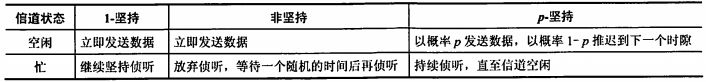 信道状态 1-坚持 非坚持 p-坚持
空闲 立即发送数据 立即发送数据 以概率 p 发送数据，以概率 1-p 推迟到下一个时隙
忙 继续坚持侦听 放弃侦听，等待一个随机的时间后再侦听 持续侦听，直至信道空闲